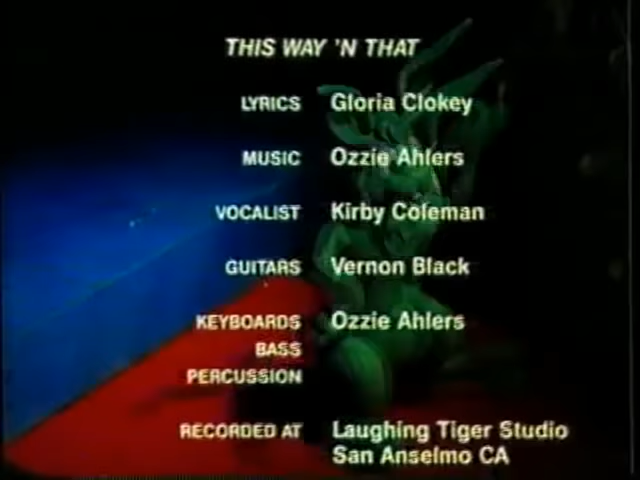 THIS WAY 'N THAT
LYRICS Gloria Clokey
MUSIC Ozzie Ahlers
VOCALIST Kirby Coleman
GUITARS Vernon Black
KEYBOARDS Ozzie Ahlers
BASS
PERCUSSION
RECORDED AT Laughing Tiger Studio
San Anselmo CA